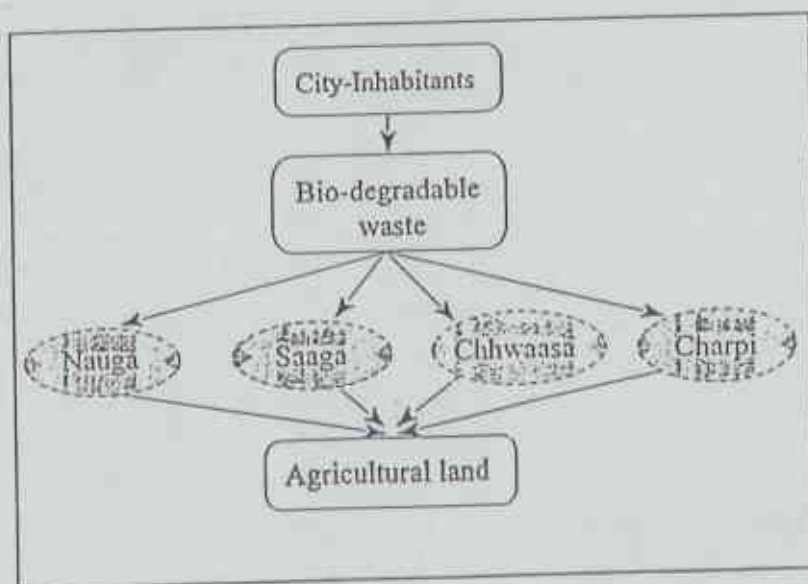 City-Inhabitants
Bio-degradable
waste
Nauga
Saaga
Chhwaasa
Charpi
Agricultural land